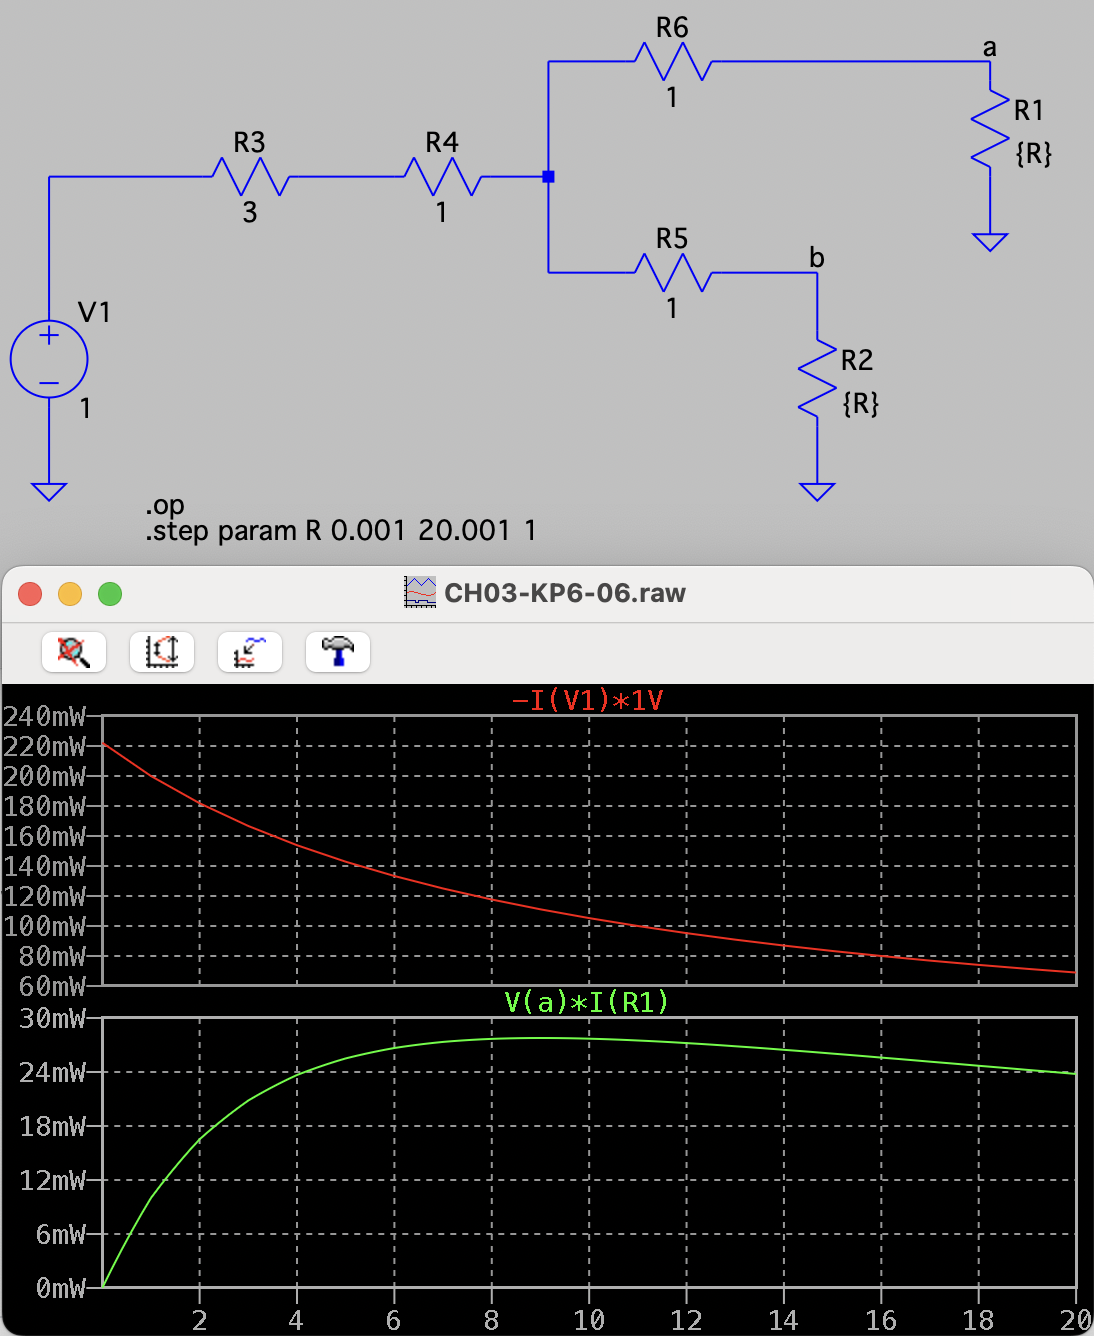 R6
a
1
R1
{R}
R3
R4
3
1
R5
b
1
V1
R2
{R}
1
.op
.step param R 0.001 20.001 1
CH03-KP6-06.raw
-I(V1)*1V
240mW
220mW
200mW
180mW
160mW
140mW
120mW
100mW
80mW
60mW
V(a)*I(R1)
30mW
24mW
18mW
12mW
6mW
0mW
2 4 6 8 10 12 14 16 18 20